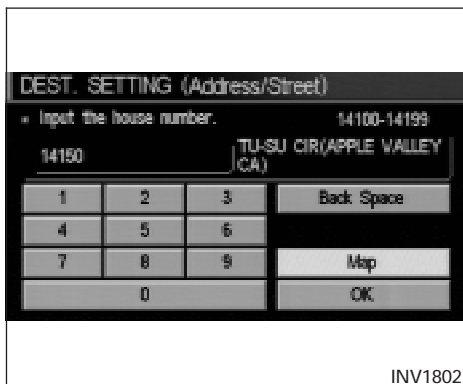 DEST. SETTING (Address/Street)
Input the house number. 14100-14199
14150 TU-SU CIR(APPLE VALLEY
CA)
1 2 3 Back Space
4 5 6
7 8 9 Map
0 OK
INV1802